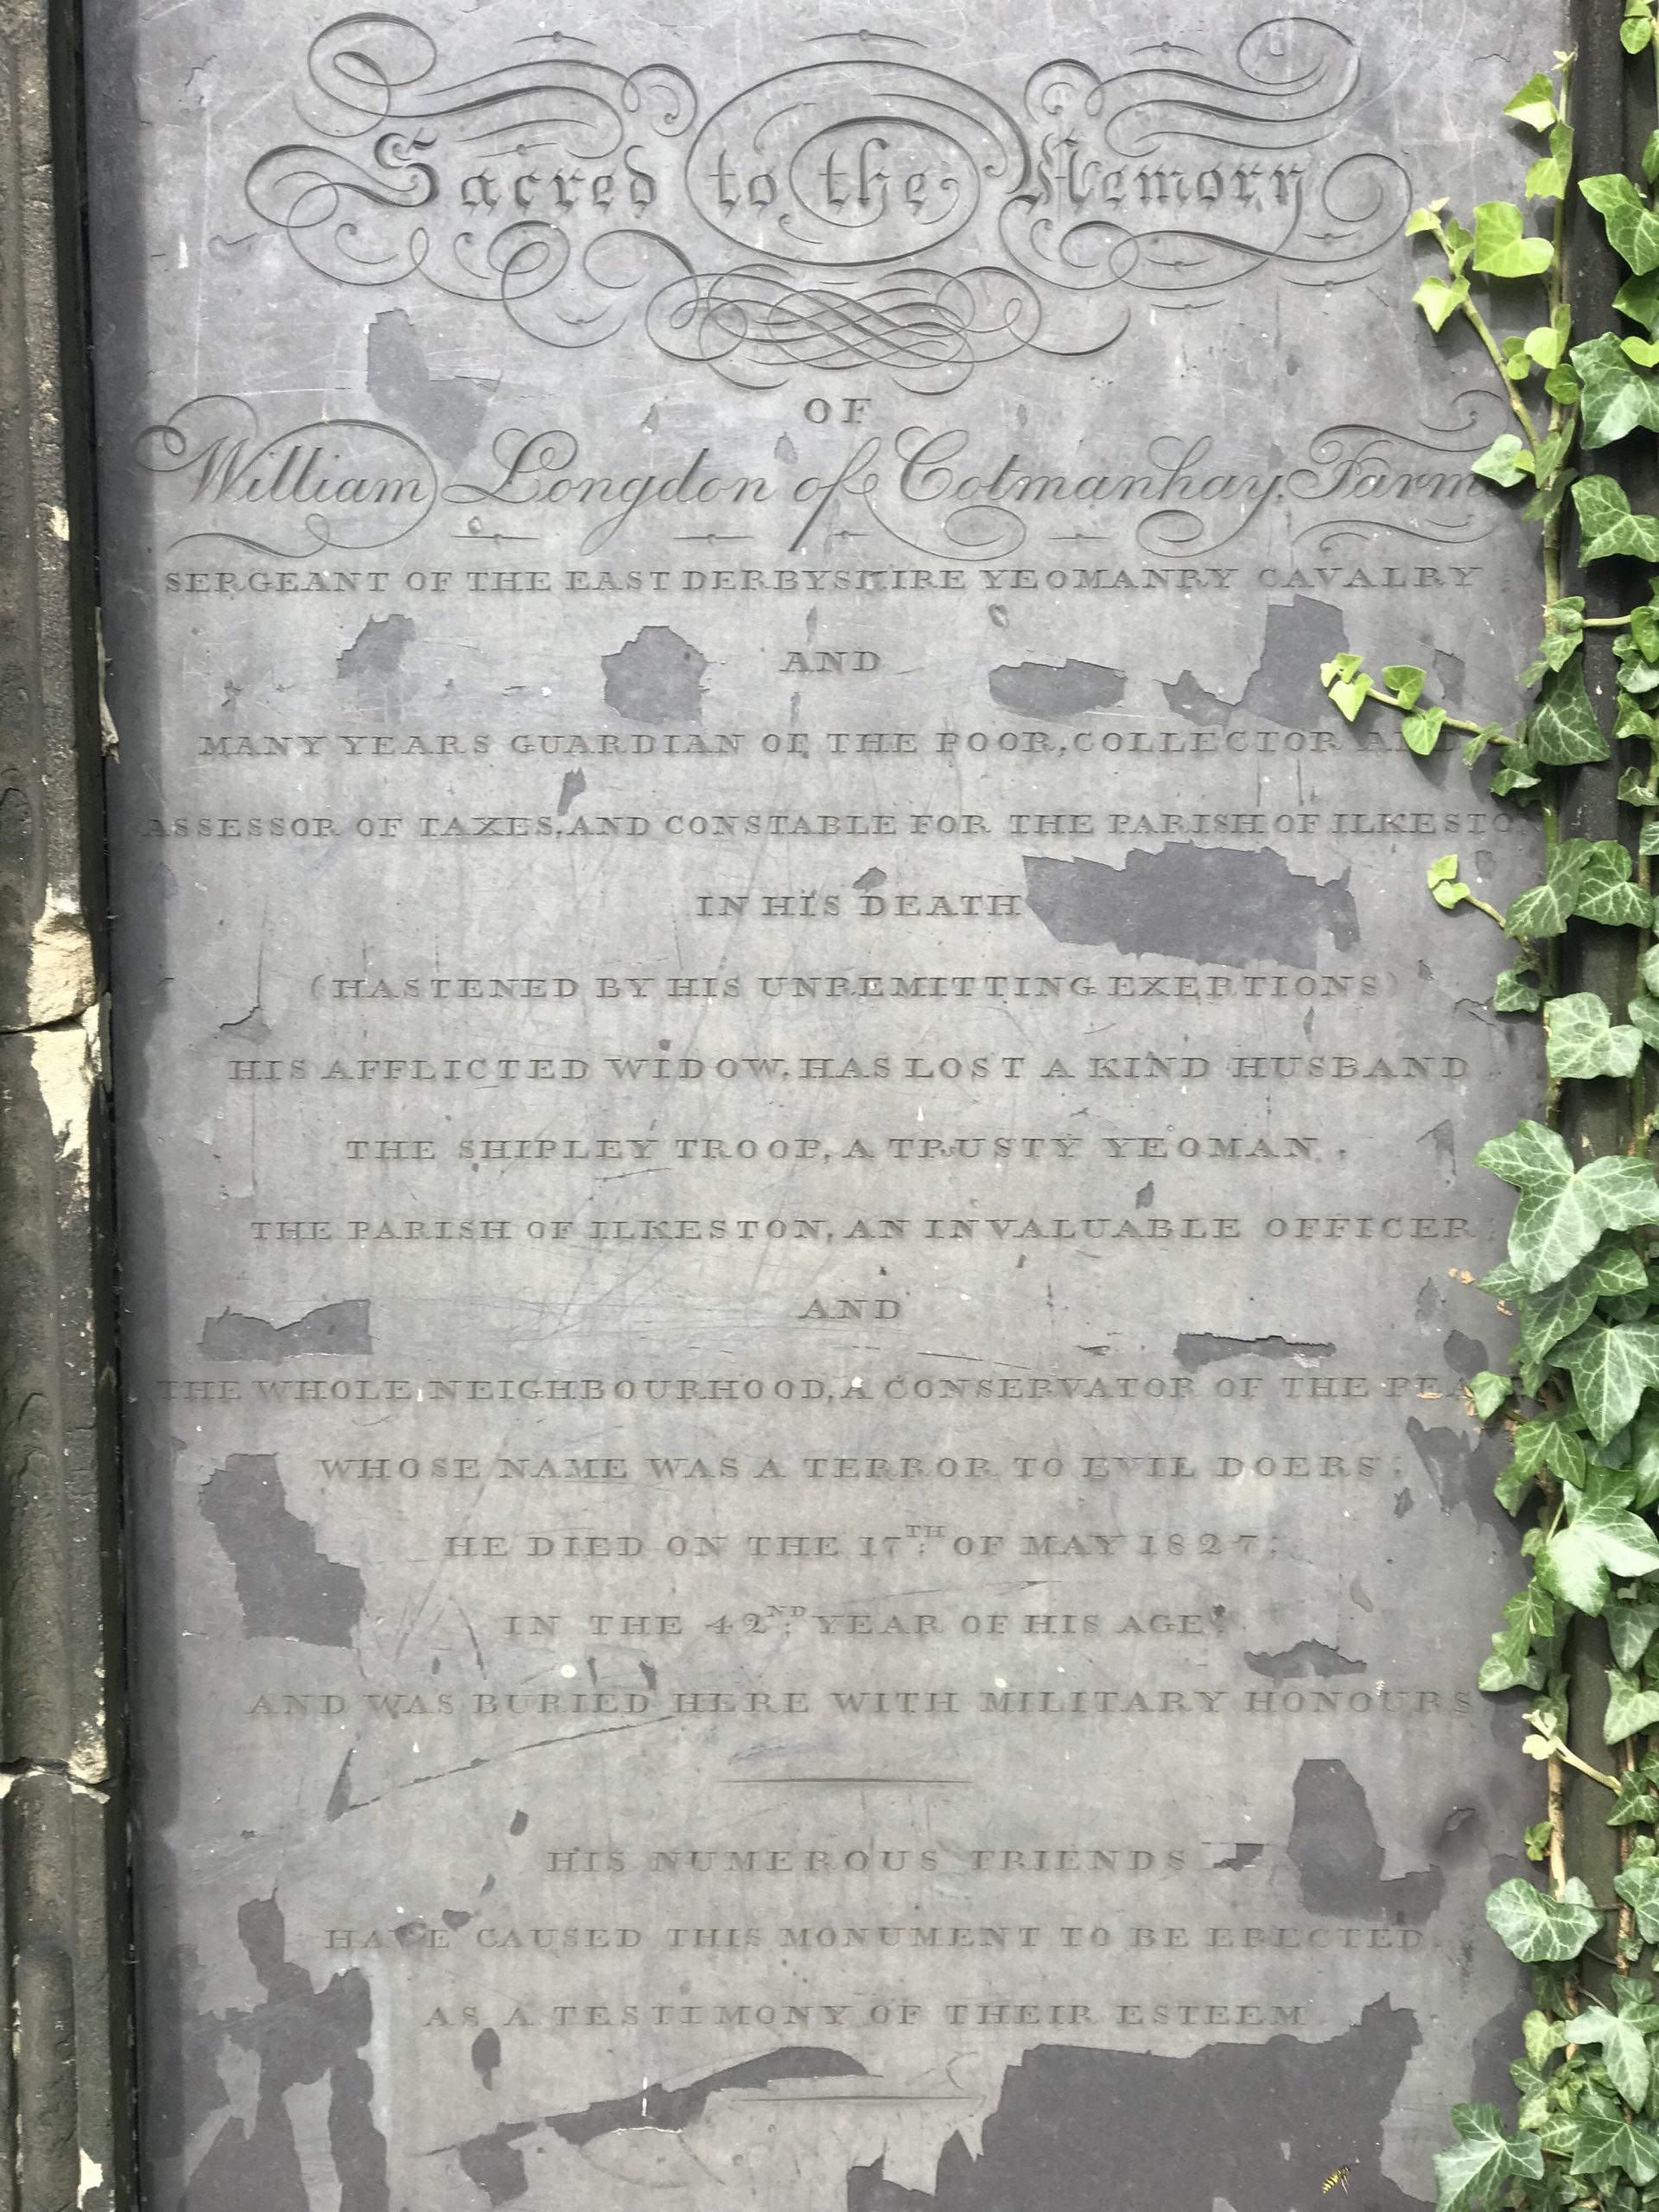 Sacred to the Memory
OF
William Longdon of Cotmanhay Farm
SERGEANT OF THE EAST DERBYSHIRE YEOMANRY CAVALRY
AND
MANY YEARS GUARDIAN OF THE POOR, COLLECTOR AND
ASSESSOR OF TAXES, AND CONSTABLE FOR THE PARISH OF ILKESTO
IN HIS DEATH
(HASTENED BY HIS UNREMITTING EXERTIONS)
HIS AFFLICTED WIDOW, HAS LOST A KIND HUSBAND
THE SHIPLEY TROOP, A TRUSTY YEOMAN,
THE PARISH OF ILKESTON, AN INVALUABLE OFFICER;
AND
THE WHOLE NEIGHBOURHOOD, A CONSERVATOR OF THE PEA
WHOSE NAME WAS A TERROR TO EVIL DOERS;
HE DIED ON THE 17TH OF MAY 1827;
IN THE 42ND YEAR OF HIS AGE;
AND WAS BURIED HERE WITH MILITARY HONOURS
HIS NUMEROUS FRIENDS
HAVE CAUSED THIS MONUMENT TO BE ERECTED,
AS A TESTIMONY OF THEIR ESTEEM.